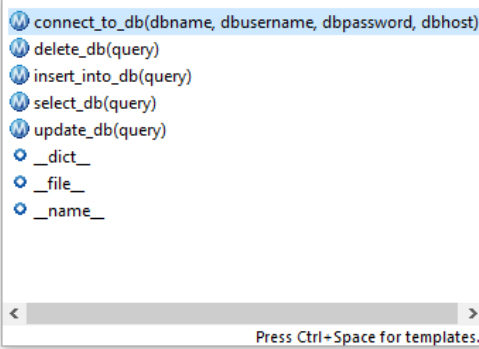 connect_to_db(dbname, dbusername, dbpassword, dbhost)
delete_db(query)
insert_into_db(query)
select_db(query)
update_db(query)
__dict__
__file__
__name__
Press Ctrl+Space for templates.